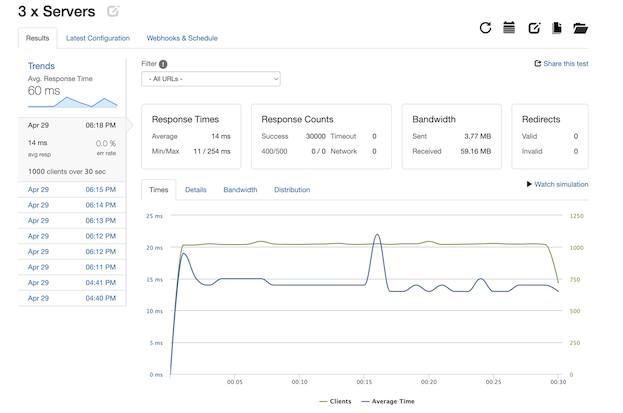 3 x Servers
Results
Latest Configuration
Webhooks & Schedule
Trends
Avg. Response Time
60 ms
Apr 29 06:18 PM
14 ms 0.0 %
avg resp err rate
1000 clients over 30 sec
Apr 29 06:15 PM
Apr 29 06:14 PM
Apr 29 06:13 PM
Apr 29 06:12 PM
Apr 29 06:12 PM
Apr 29 06:11 PM
Apr 29 04:41 PM
Apr 29 04:40 PM
Filter
Share this test
- All URLs -
Response Times
Average 14 ms
Min/Max 11 / 254 ms
Response Counts
Success 30000 Timeout 0
400/500 0 / 0 Network 0
Bandwidth
Sent 3.77 MB
Received 59.16 MB
Redirects
Valid 0
Invalid 0
Times
Details
Bandwidth
Distribution
Watch simulation
25 ms 1250
20 ms 1000
15 ms 750
10 ms 500
5 ms 250
0 ms 0
00:05 00:10 00:15 00:20 00:25 00:30
Clients Average Time